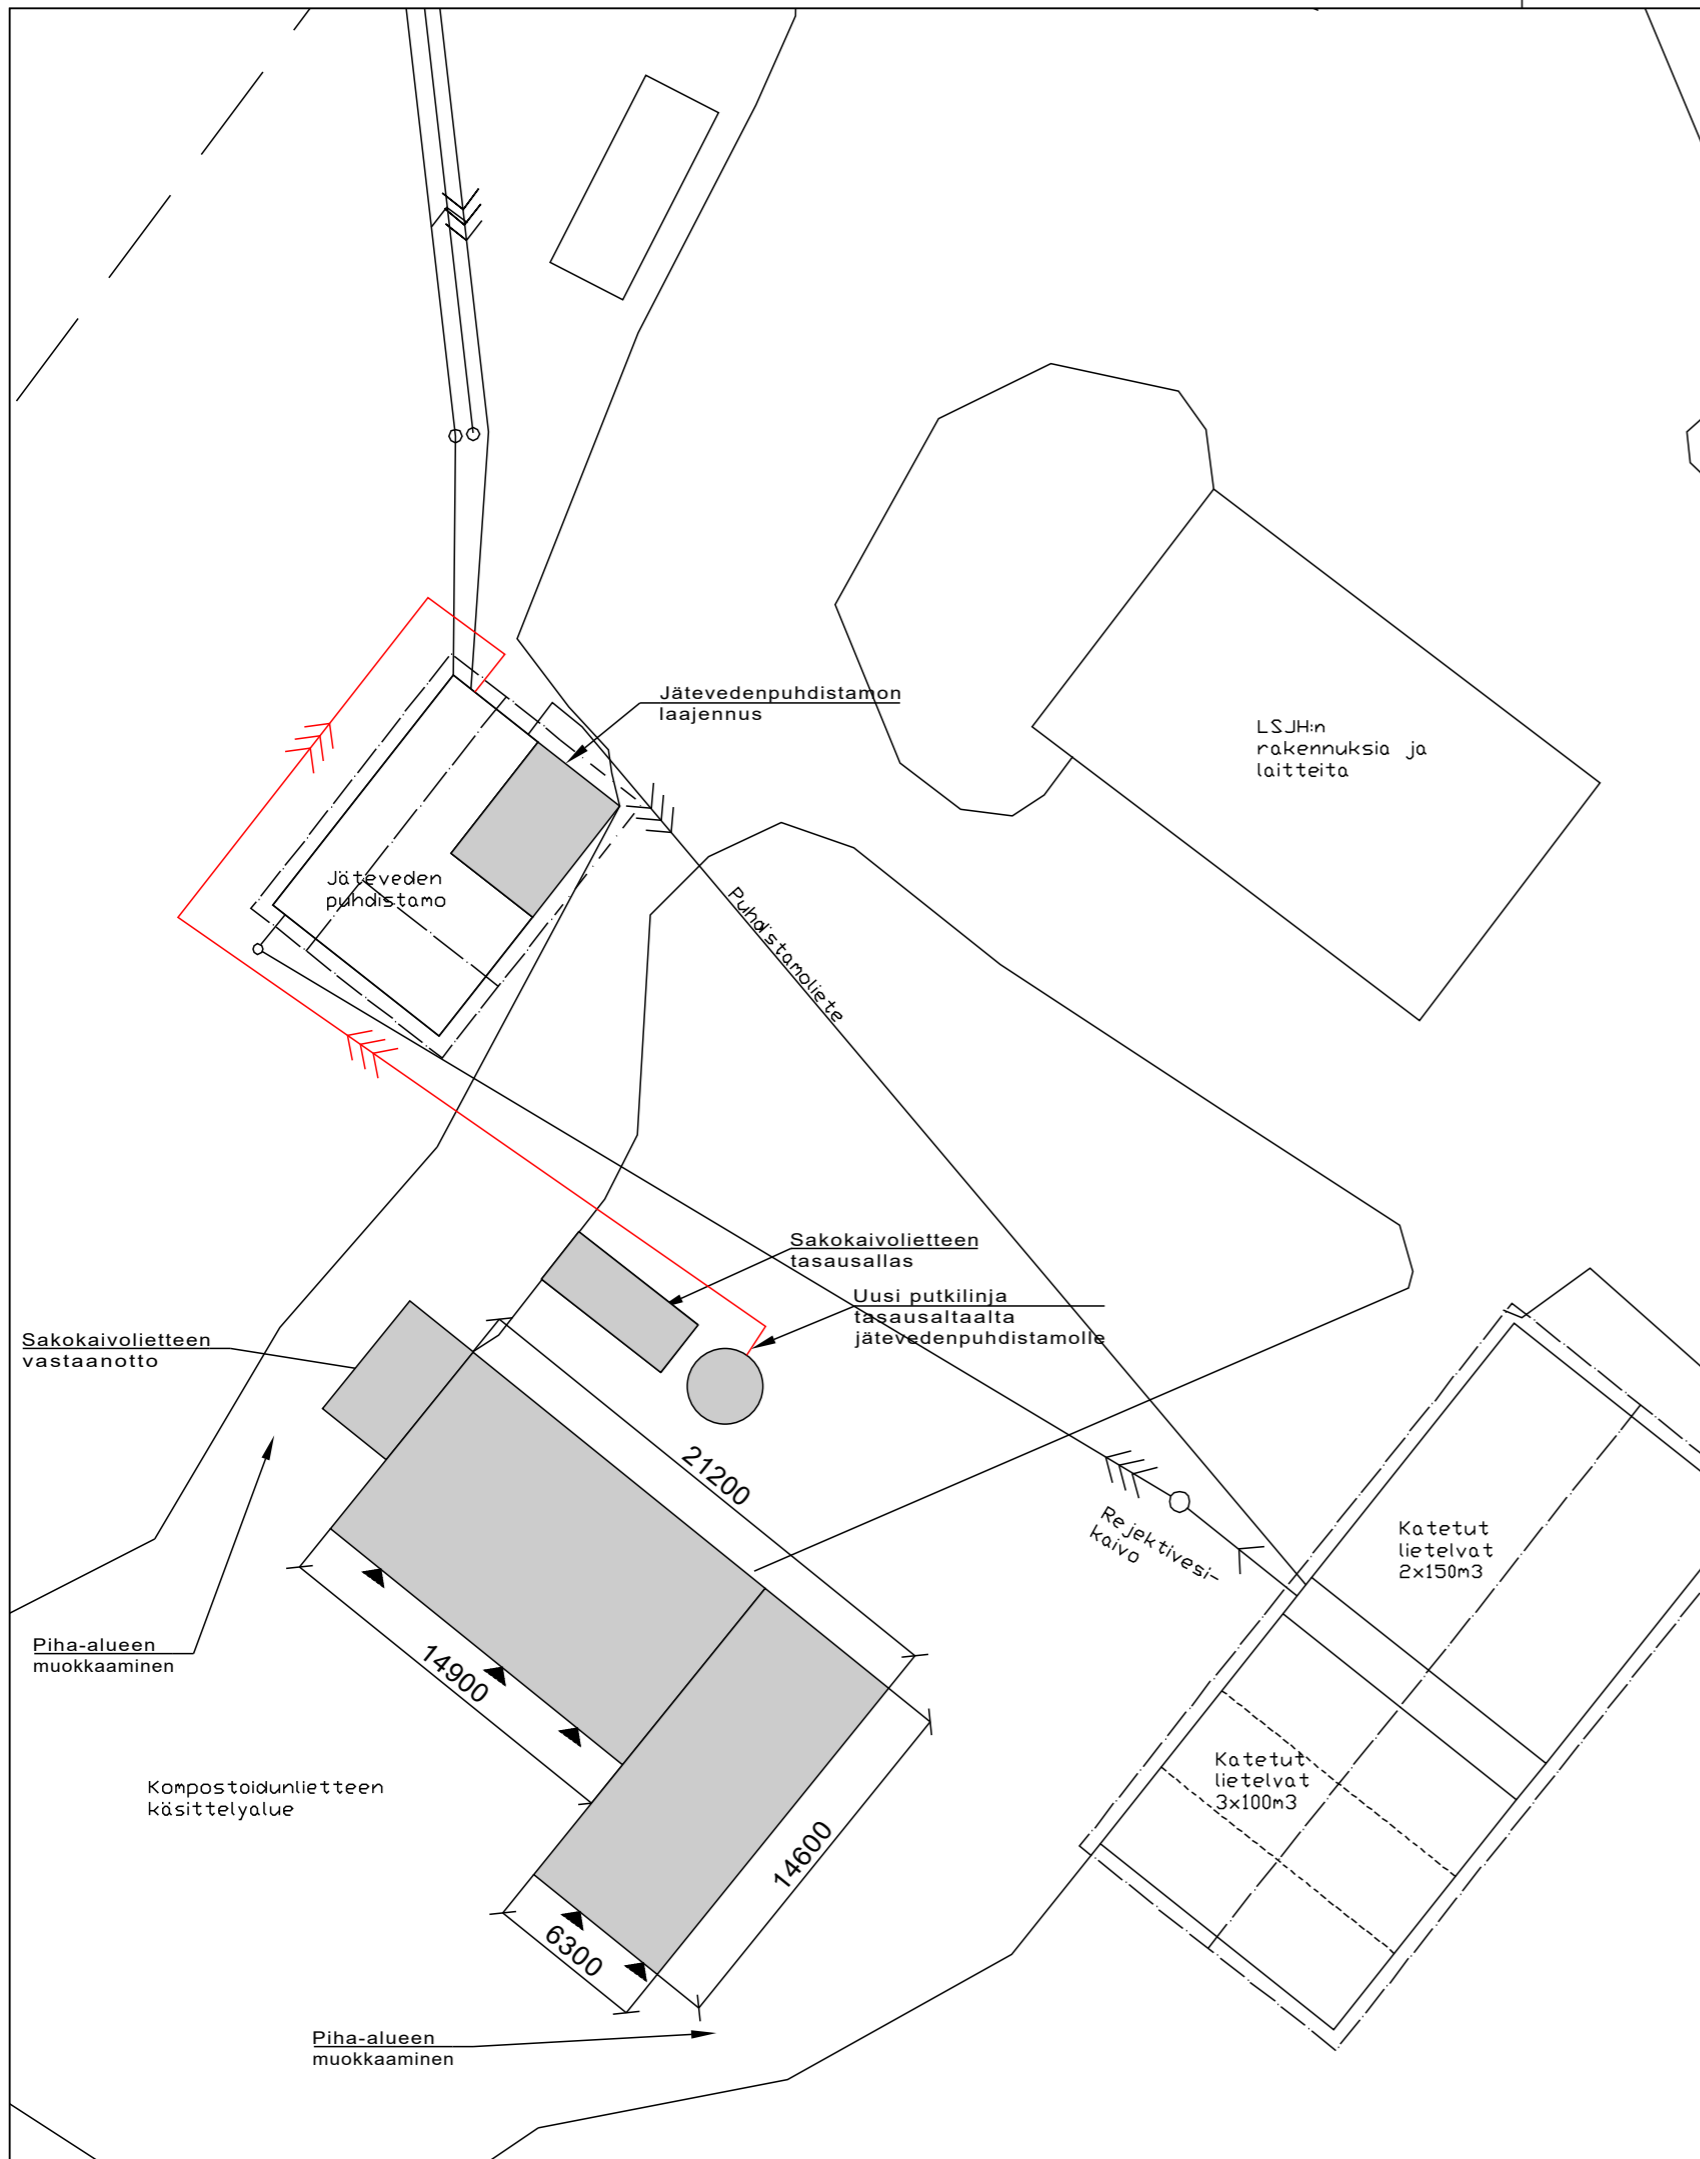 Jätevedenpuhdistamon
laajennus
LSJH:n
rakennuksia ja
laitteita
Jäteveden
puhdistamo
Puhdistamoliete
Sakokaivolietteen
tasausallas
Uusi putkilinja
tasausaltaalta
jätevedenpuhdistamolle
Sakokaivolietteen
vastaanotto
21200
Rejektivesi-
kaivo
Katetut
lietelvat
2x150m3
Piha-alueen
muokkaaminen
14900
Katetut
lietelvat
3x100m3
Kompostoidunlietteen
käsittelyalue
14600
6300
Piha-alueen
muokkaaminen